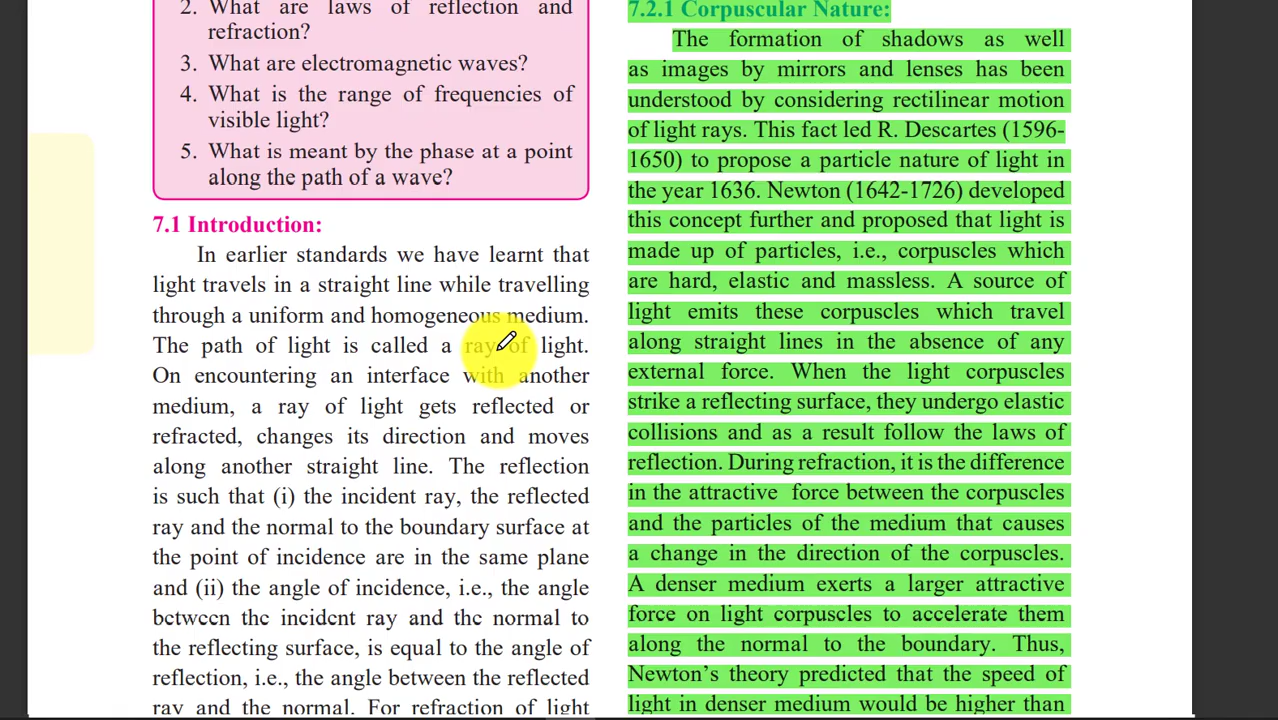 2. What are laws of reflection and
refraction?
3. What are electromagnetic waves?
4. What is the range of frequencies of
visible light?
5. What is meant by the phase at a point
along the path of a wave?
7.1 Introduction:
In earlier standards we have learnt that
light travels in a straight line while travelling
through a uniform and homogeneous medium.
The path of light is called a ray of light.
On encountering an interface with another
medium, a ray of light gets reflected or
refracted, changes its direction and moves
along another straight line. The reflection
is such that (i) the incident ray, the reflected
ray and the normal to the boundary surface at
the point of incidence are in the same plane
and (ii) the angle of incidence, i.e., the angle
between the incident ray and the normal to
the reflecting surface, is equal to the angle of
reflection, i.e., the angle between the reflected
ray and the normal. For refraction of light
7.2.1 Corpuscular Nature:
The formation of shadows as well
as images by mirrors and lenses has been
understood by considering rectilinear motion
of light rays. This fact led R. Descartes (1596-
1650) to propose a particle nature of light in
the year 1636. Newton (1642-1726) developed
this concept further and proposed that light is
made up of particles, i.e., corpuscles which
are hard, elastic and massless. A source of
light emits these corpuscles which travel
along straight lines in the absence of any
external force. When the light corpuscles
strike a reflecting surface, they undergo elastic
collisions and as a result follow the laws of
reflection. During refraction, it is the difference
in the attractive force between the corpuscles
and the particles of the medium that causes
a change in the direction of the corpuscles.
A denser medium exerts a larger attractive
force on light corpuscles to accelerate them
along the normal to the boundary. Thus,
Newton's theory predicted that the speed of
light in denser medium would be higher than